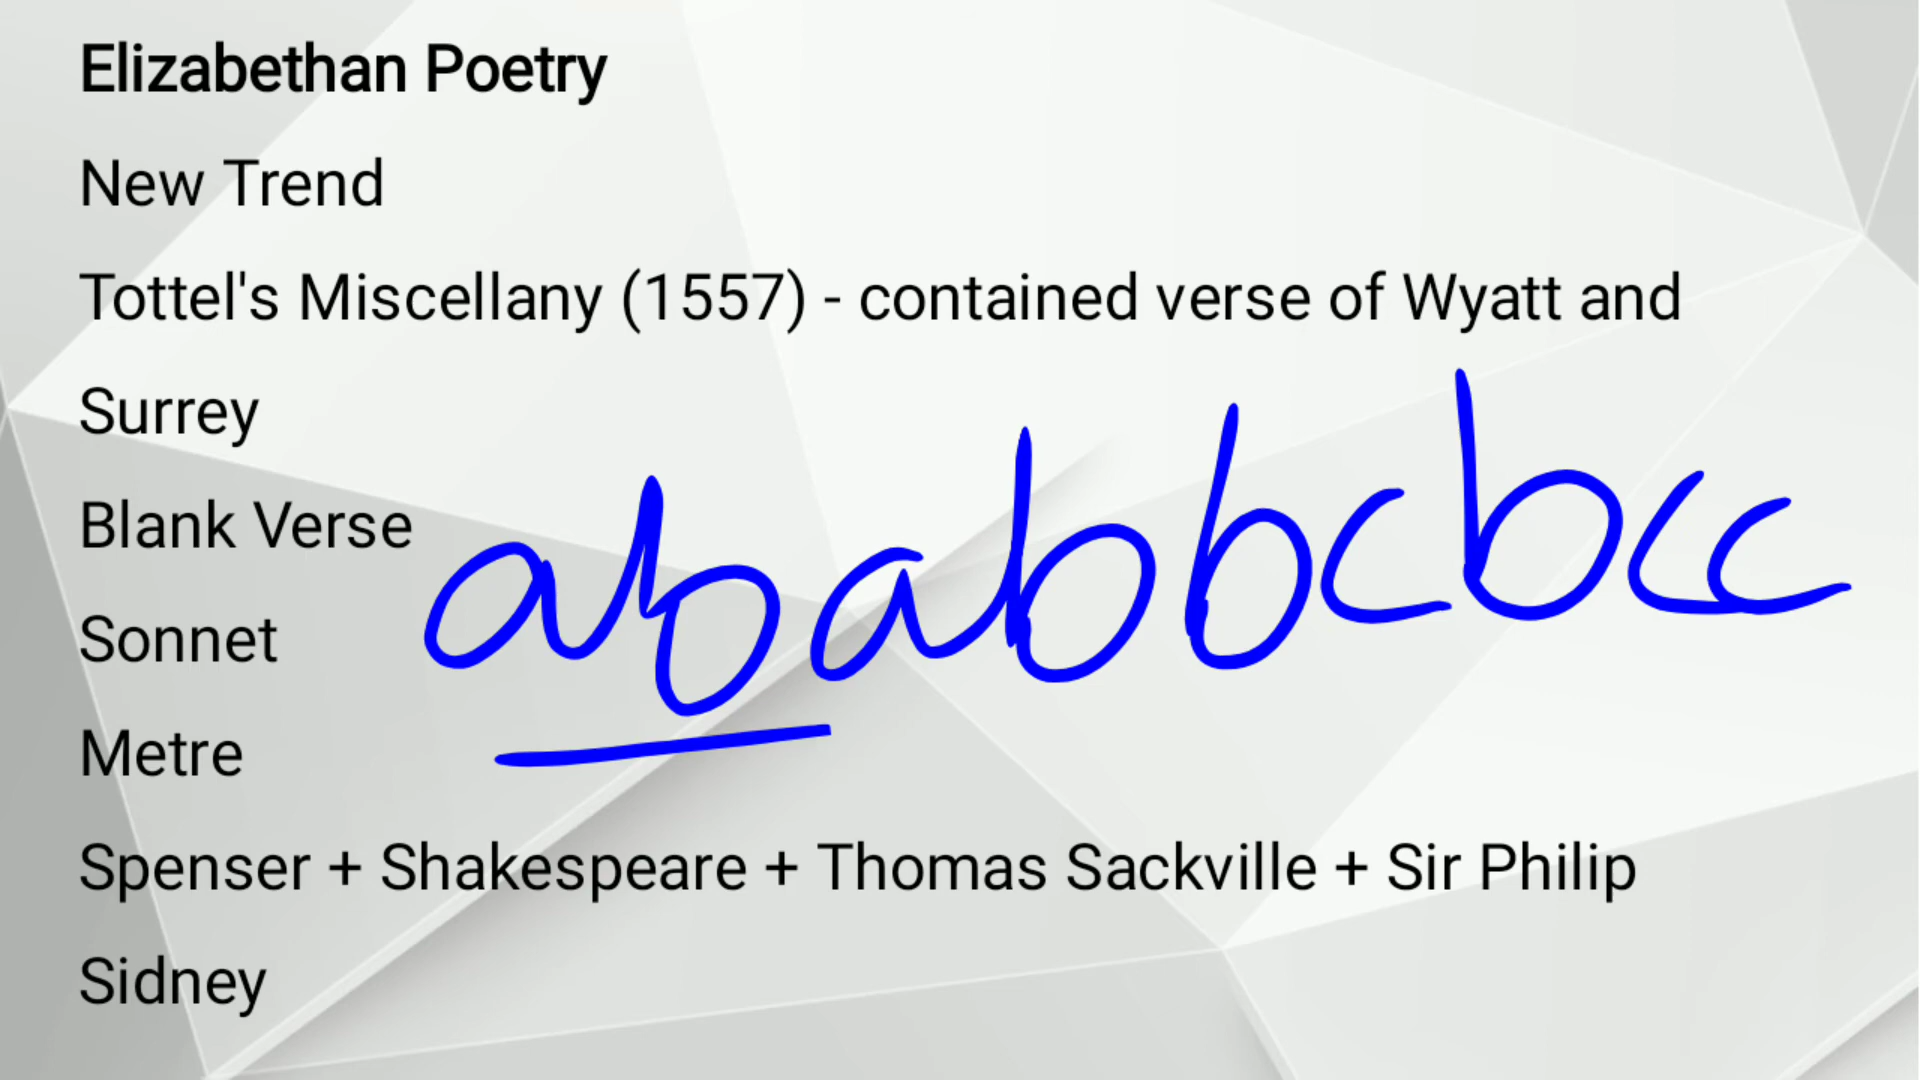 Elizabethan Poetry
New Trend
Tottel's Miscellany (1557) - contained verse of Wyatt and
Surrey
Blank Verse
ababbcbcc
Sonnet
Metre
Spenser + Shakespeare + Thomas Sackville + Sir Philip
Sidney